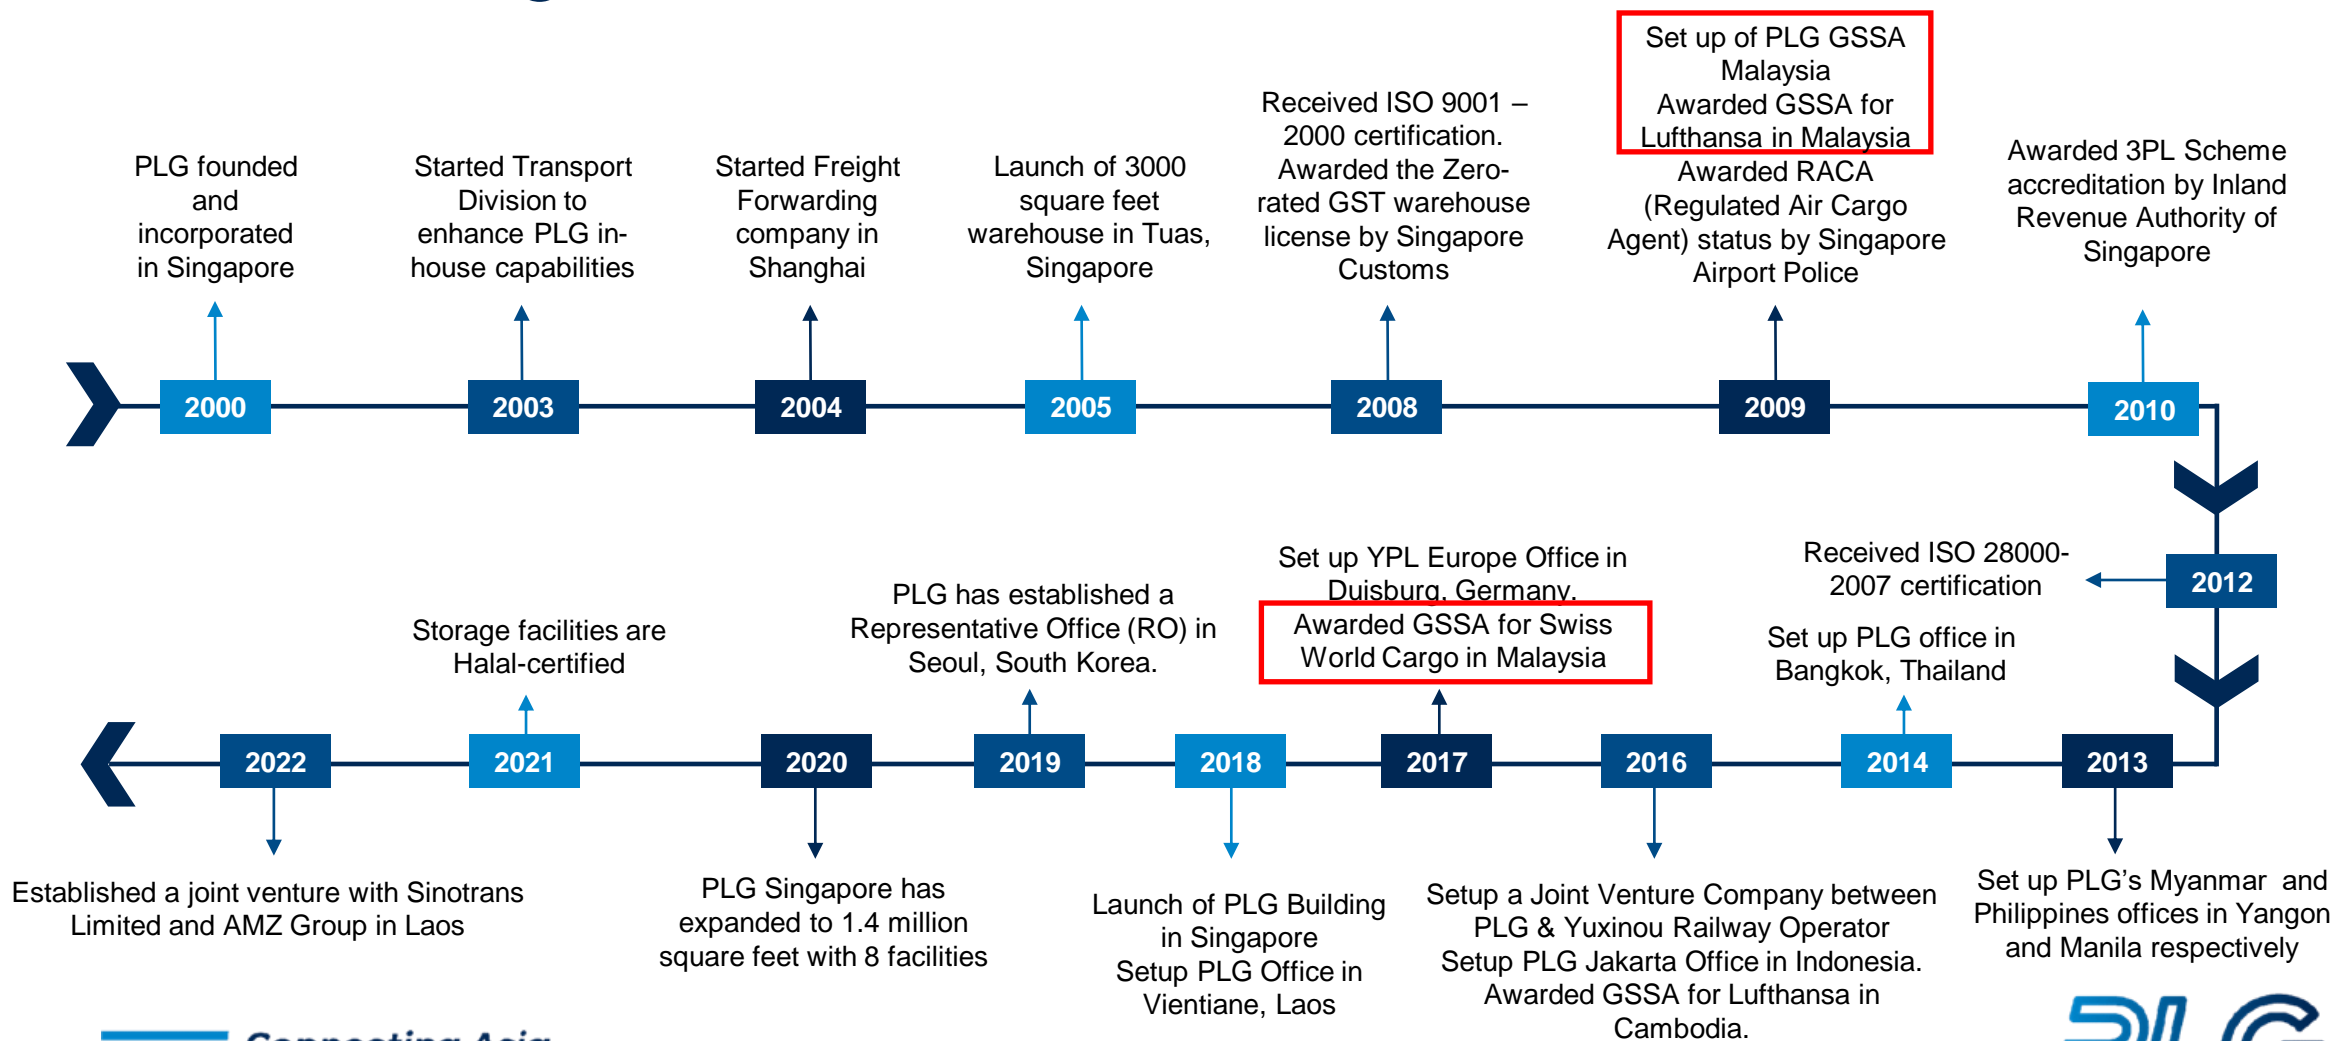 PLG founded
and
incorporated
in Singapore
Started Transport
Division to
enhance PLG in-
house capabilities
Started Freight
Forwarding
company in
Shanghai
Launch of 3000
square feet
warehouse in Tuas,
Singapore
Received ISO 9001 –
2000 certification.
Awarded the Zero-
rated GST warehouse
license by Singapore
Customs
Set up of PLG GSSA
Malaysia
Awarded GSSA for
Lufthansa in Malaysia
Awarded RACA
(Regulated Air Cargo
Agent) status by Singapore
Airport Police
Awarded 3PL Scheme
accreditation by Inland
Revenue Authority of
Singapore
2000
2003
2004
2005
2008
2009
2010
Received ISO 28000-
2007 certification
2012
Storage facilities are
Halal-certified
PLG has established a
Representative Office (RO) in
Seoul, South Korea.
Set up YPL Europe Office in
Duisburg, Germany.
Awarded GSSA for Swiss
World Cargo in Malaysia
Set up PLG office in
Bangkok, Thailand
2022
2021
2020
2019
2018
2017
2016
2014
2013
Established a joint venture with Sinotrans
Limited and AMZ Group in Laos
PLG Singapore has
expanded to 1.4 million
square feet with 8 facilities
Launch of PLG Building
in Singapore
Setup PLG Office in
Vientiane, Laos
Setup a Joint Venture Company between
PLG & Yuxinou Railway Operator
Setup PLG Jakarta Office in Indonesia.
Awarded GSSA for Lufthansa in
Cambodia.
Set up PLG’s Myanmar and
Philippines offices in Yangon
and Manila respectively
Connecting Asia
PLG